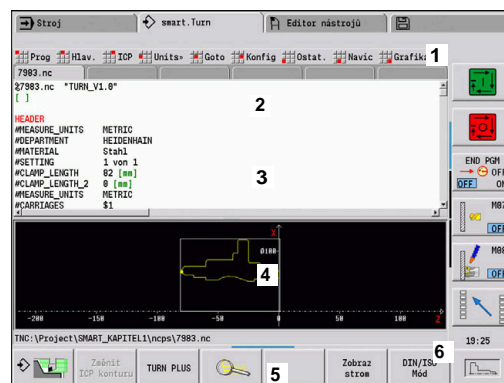 Stroj
smart.Turn
Editor nástrojů
Prog Hlav. ICP Units» Goto Konfig Ostat. Navíc Grafika
1
7983.nc
%7983.nc "TURN_V1.0"
[ ]
2
HEADER
#MEASURE_UNITS METRIC
#DEPARTMENT HEIDENHAIN
#MATERIAL Stahl
#SETTING 1 von 1
#CLAMP_LENGTH 82 [mm]
3
#CLAMP_LENGTH_2 0 [mm]
#MEASURE_UNITS METRIC
#CARRIAGES $1
END PGM
OFF
OFF ON
M07
OFF
M08
OFF
X
Ø100
4
-200 -150 -100 -50 0 50 100 Z
TNC:\Project\SMART_KAPITEL1\ncps\7983.nc
19:25
6
Změnit
ICP konturu
TURN PLUS
5
Zobraz
strom
DIN/ISO
Mód